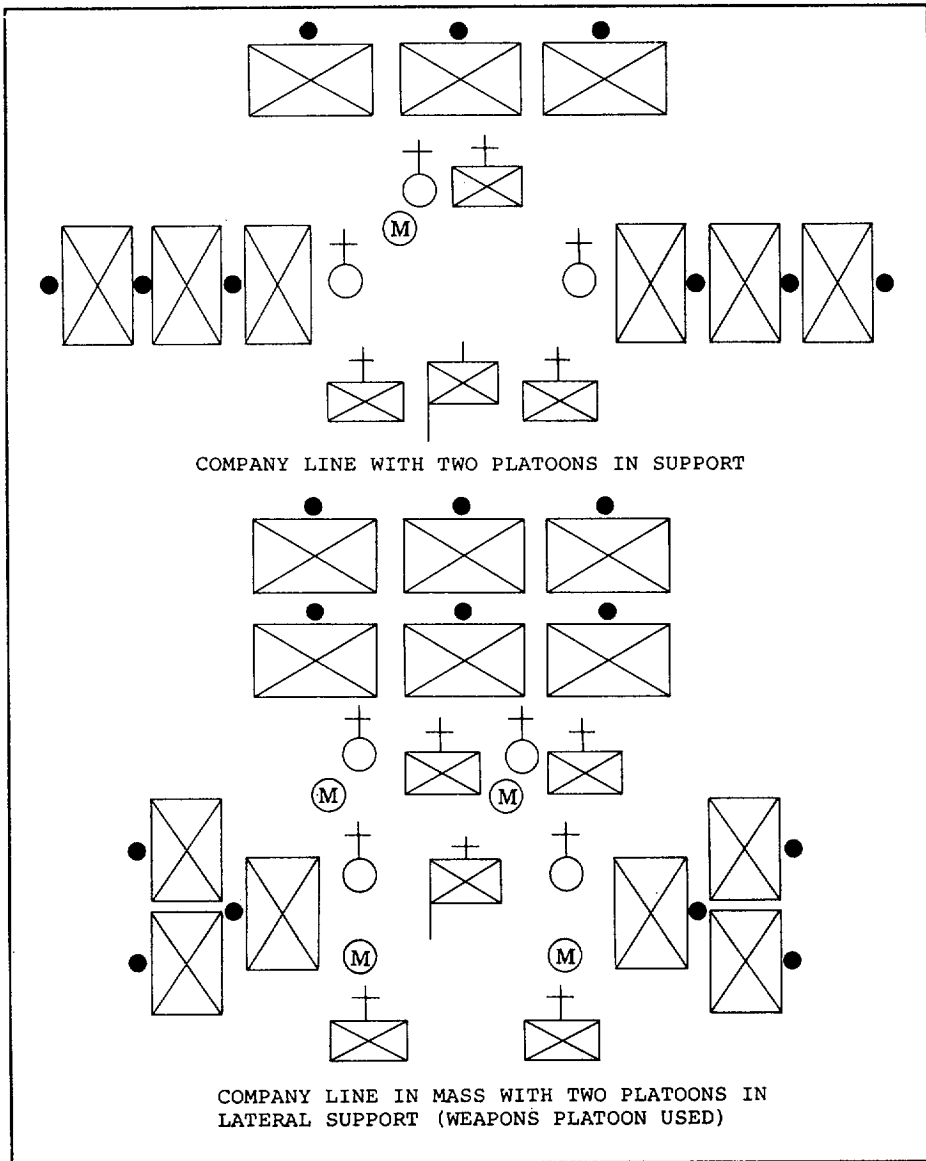 M
COMPANY LINE WITH TWO PLATOONS IN SUPPORT
M M
M M
COMPANY LINE IN MASS WITH TWO PLATOONS IN
LATERAL SUPPORT (WEAPONS PLATOON USED)